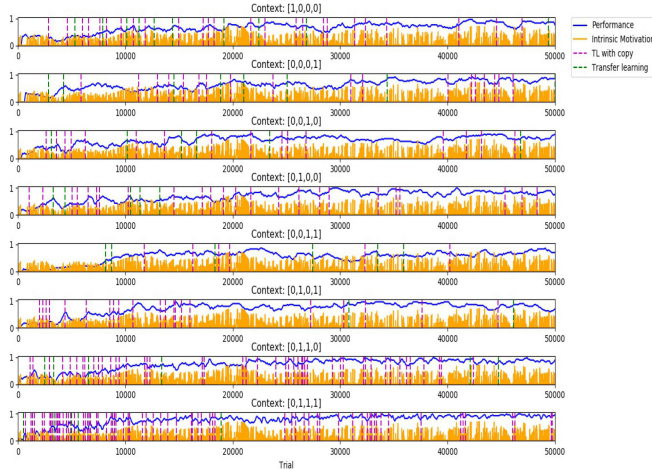 Context: [1,0,0,0]
Performance
Intrinsic Motivation
TL with copy
Transfer learning
1
0
0 10000 20000 30000 40000 50000
Context: [0,0,0,1]
1
0
0 10000 20000 30000 40000 50000
Context: [0,0,1,0]
1
0
0 10000 20000 30000 40000 50000
Context: [0,1,0,0]
1
0
0 10000 20000 30000 40000 50000
Context: [0,0,1,1]
1
0
0 10000 20000 30000 40000 50000
Context: [0,1,0,1]
1
0
0 10000 20000 30000 40000 50000
Context: [0,1,1,0]
1
0
0 10000 20000 30000 40000 50000
Context: [0,1,1,1]
1
0
0 10000 20000 30000 40000 50000
Trial